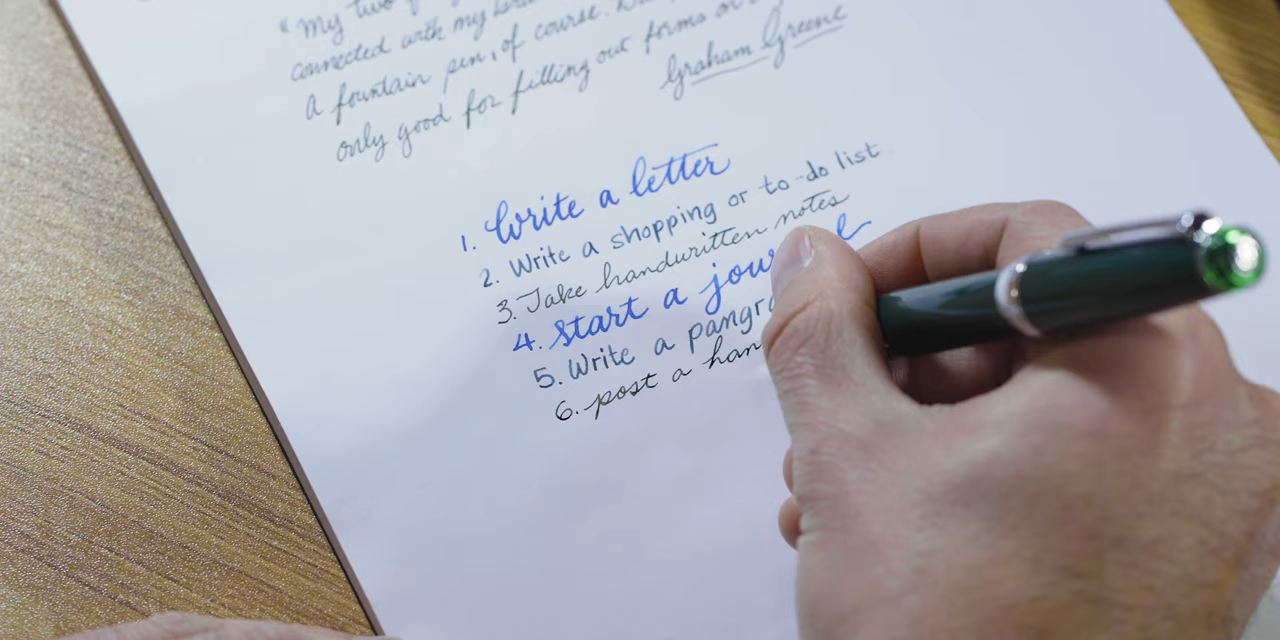 "My two
connected with my
A fountain pen, of course.
only good for filling out forms on
Graham Greene
1. Write a letter
2. Write a shopping or to-do list
3. Take handwritten notes
4. Start a jou
5. Write a pangr
6. post a han